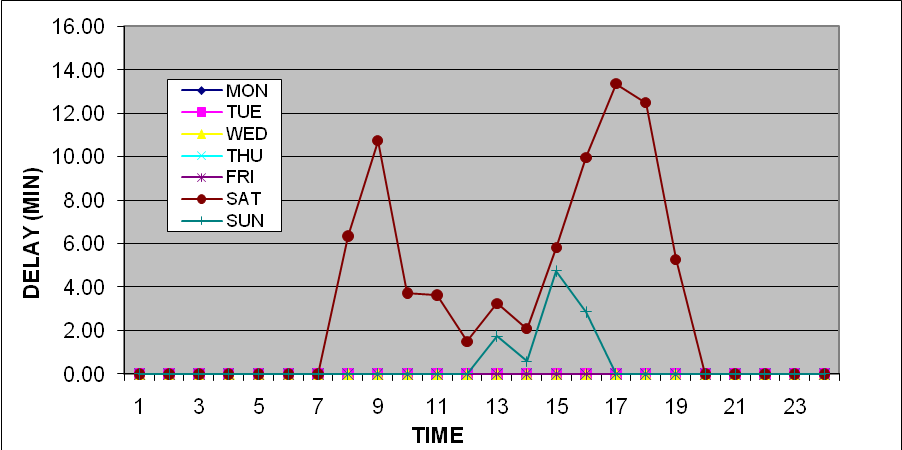 16.00
14.00
12.00
10.00
8.00
6.00
4.00
2.00
0.00
DELAY (MIN)
MON
TUE
WED
THU
FRI
SAT
SUN
1 3 5 7 9 11 13 15 17 19 21 23
TIME